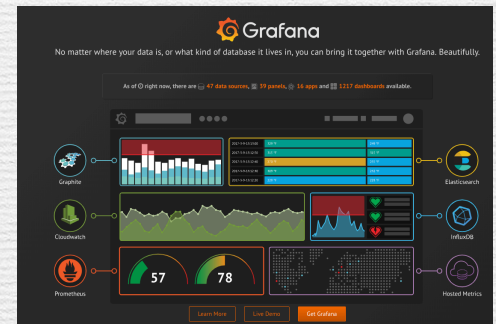 Grafana
No matter where your data is, or what kind of database it lives in, you can bring it together with Grafana. Beautifully.
As of right now, there are 47 data sources, 39 panels, 16 apps and 1217 dashboards available.
Graphite
Elasticsearch
Cloudwatch
InfluxDB
57
78
Prometheus
Hosted Metrics
Learn More
Live Demo
Get Grafana